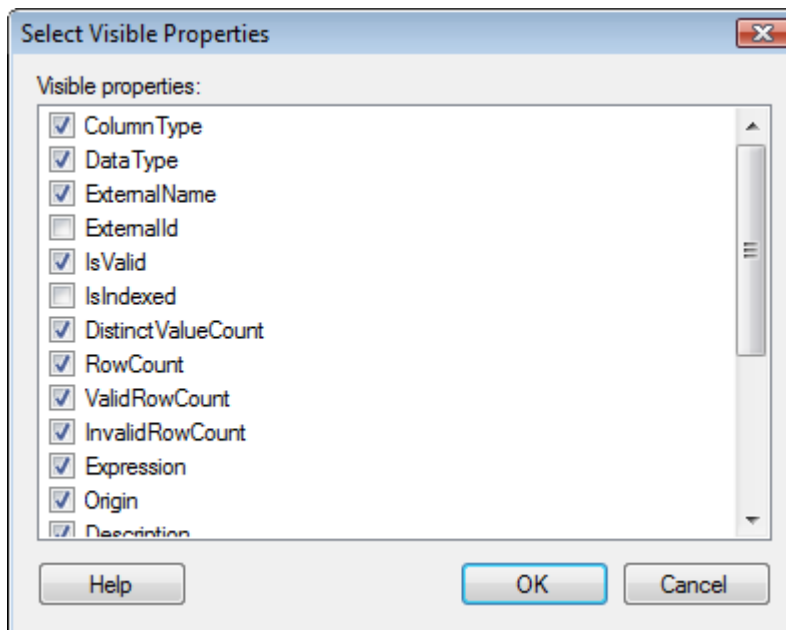 Select Visible Properties
Visible properties:
ColumnType
DataType
ExternalName
ExternalId
IsValid
IsIndexed
DistinctValueCount
RowCount
ValidRowCount
InvalidRowCount
Expression
Origin
Description
Help OK Cancel